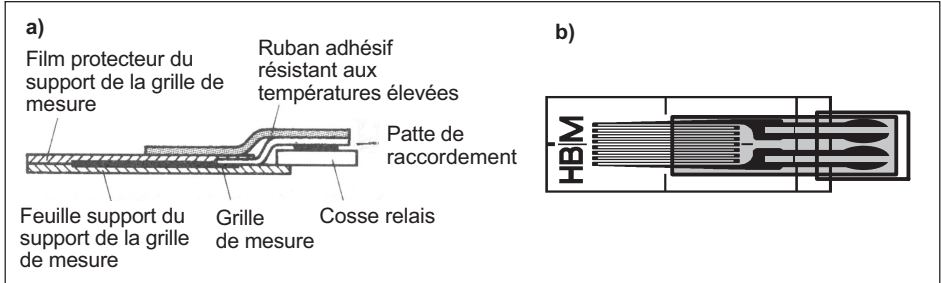 a)
Film protecteur du
support de la grille de
mesure
Ruban adhésif
résistant aux
températures élevées
Patte de
raccordement
Feuille support du
support de la grille
de mesure
Grille
de mesure
Cosse relais
b)
HBM